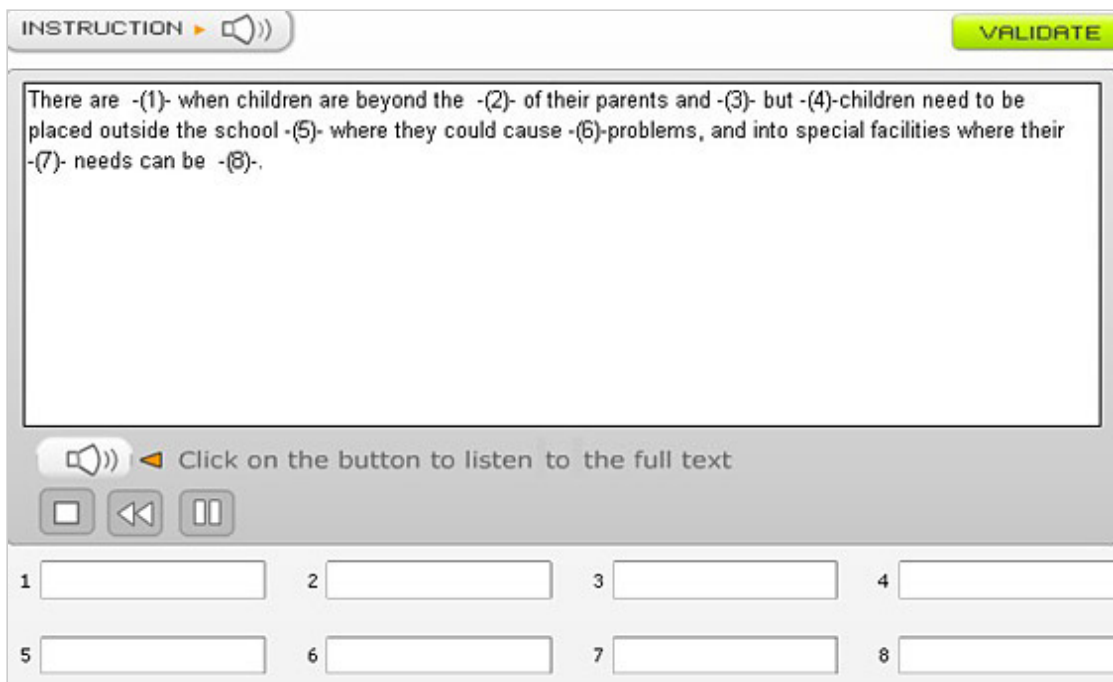 INSTRUCTION
VALIDATE
There are -(1)- when children are beyond the -(2)- of their parents and -(3)- but -(4)-children need to be
placed outside the school -(5)- where they could cause -(6)-problems, and into special facilities where their
-(7)- needs can be -(8)-.
Click on the button to listen to the full text
1 2 3 4
5 6 7 8